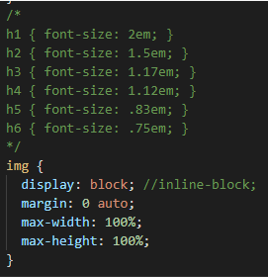 }
/*
h1 { font-size: 2em; }
h2 { font-size: 1.5em; }
h3 { font-size: 1.17em; }
h4 { font-size: 1.12em; }
h5 { font-size: .83em; }
h6 { font-size: .75em; }
*/
img {
  display: block; //inline-block;
  margin: 0 auto;
  max-width: 100%;
  max-height: 100%;
}